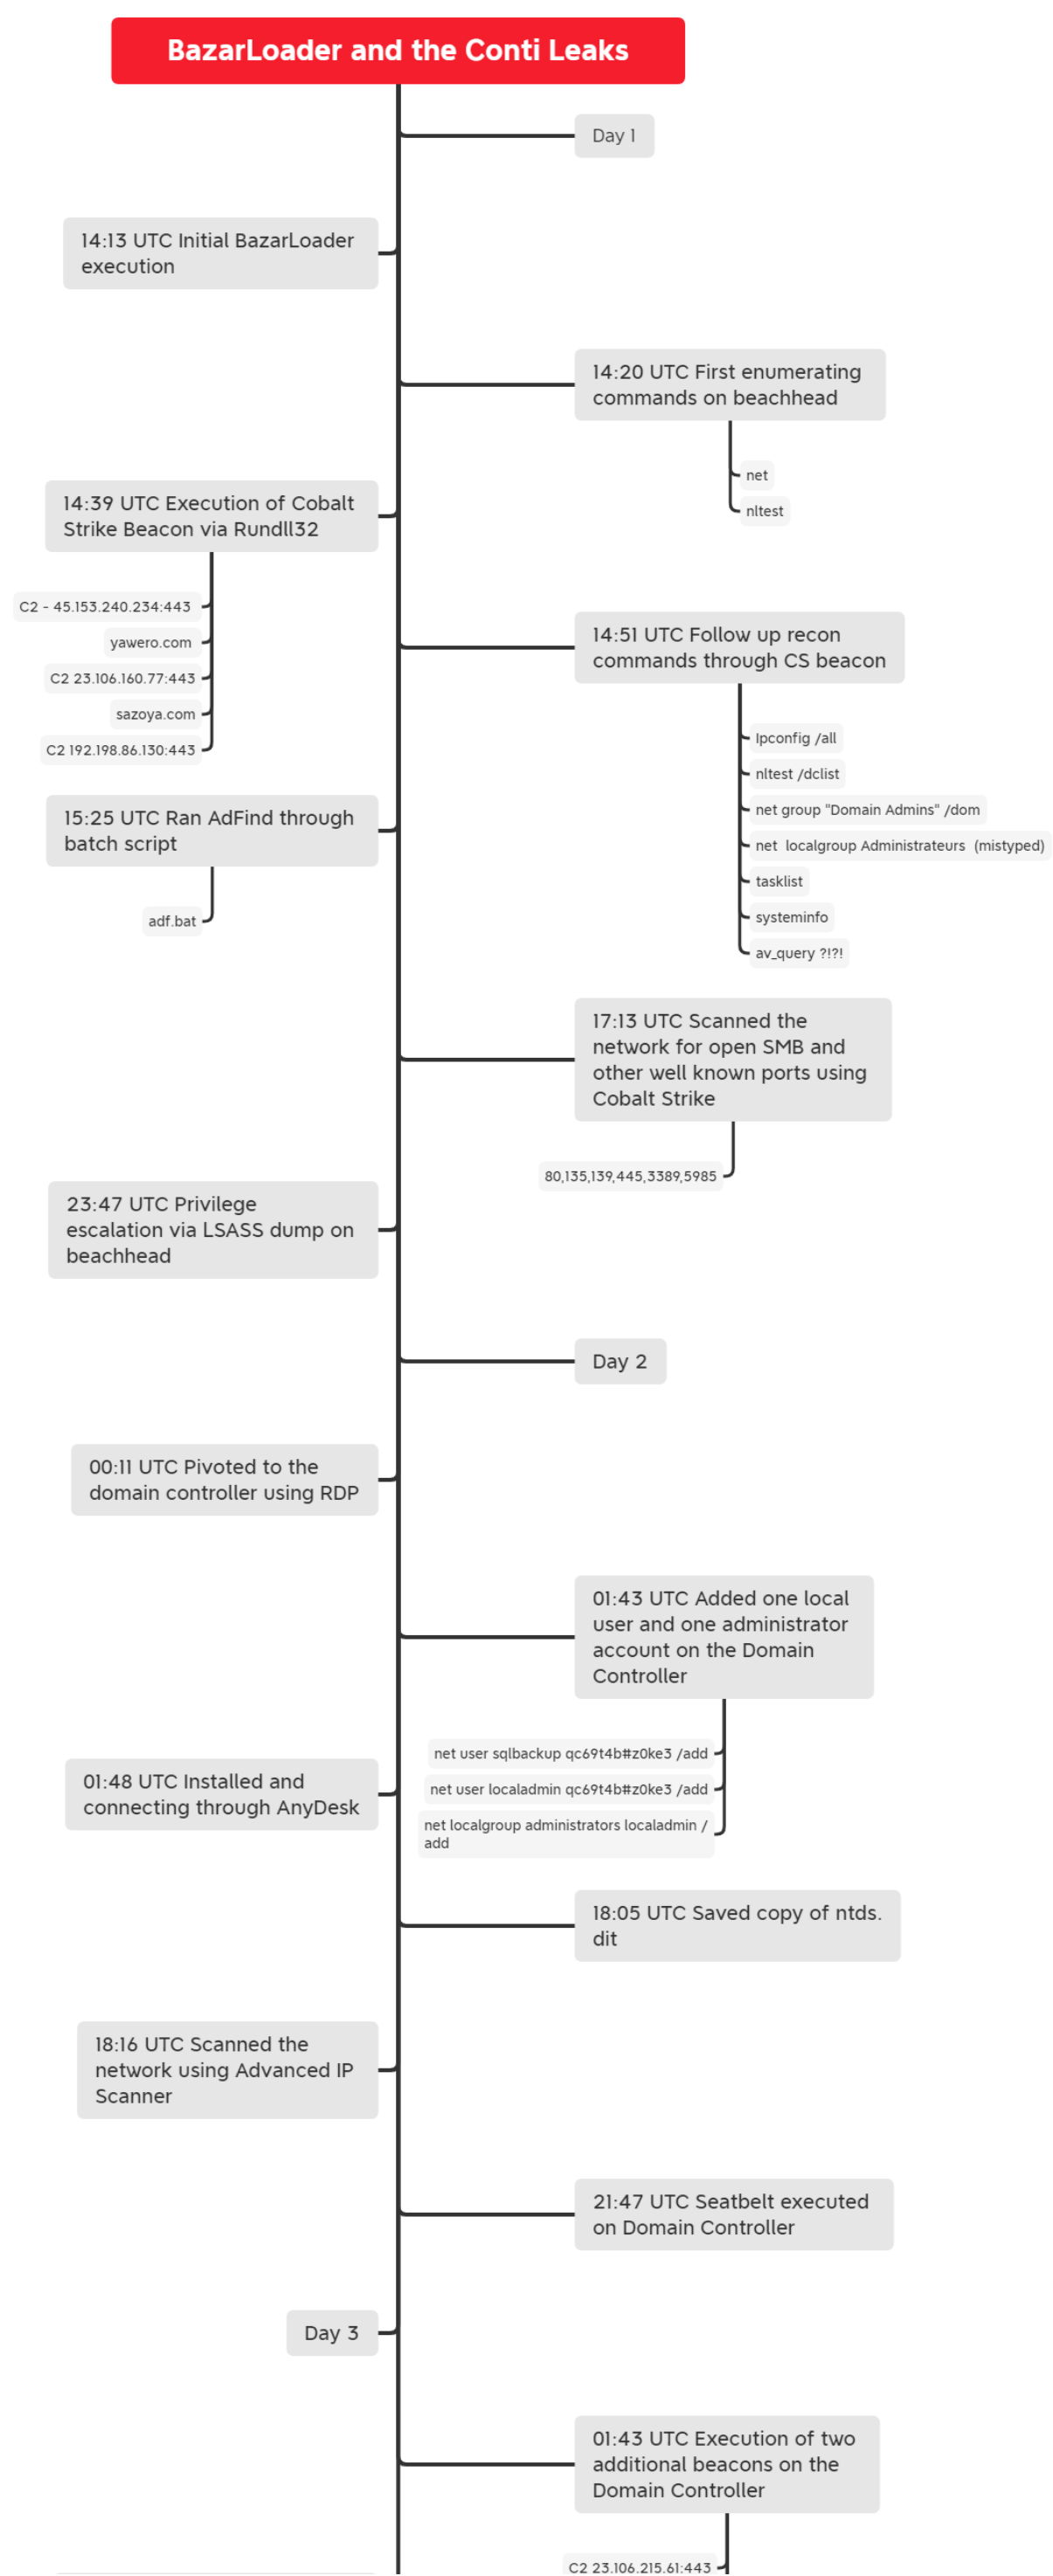 BazarLoader and the Conti Leaks
Day 1
14:13 UTC Initial BazarLoader
execution
14:20 UTC First enumerating
commands on beachhead
net
nltest
14:39 UTC Execution of Cobalt
Strike Beacon via Rundll32
C2 - 45.153.240.234:443
yawero.com
C2 23.106.160.77:443
sazoya.com
C2 192.198.86.130:443
14:51 UTC Follow up recon
commands through CS beacon
Ipconfig /all
nltest /dclist
net group "Domain Admins" /dom
net  localgroup Administrateurs  (mistyped)
tasklist
systeminfo
av_query ?!?!
15:25 UTC Ran AdFind through
batch script
adf.bat
17:13 UTC Scanned the
network for open SMB and
other well known ports using
Cobalt Strike
80,135,139,445,3389,5985
23:47 UTC Privilege
escalation via LSASS dump on
beachhead
Day 2
00:11 UTC Pivoted to the
domain controller using RDP
01:43 UTC Added one local
user and one administrator
account on the Domain
Controller
net user sqlbackup qc69t4b#z0ke3 /add
net user localadmin qc69t4b#z0ke3 /add
net localgroup administrators localadmin /
add
01:48 UTC Installed and
connecting through AnyDesk
18:05 UTC Saved copy of ntds.
dit
18:16 UTC Scanned the
network using Advanced IP
Scanner
21:47 UTC Seatbelt executed
on Domain Controller
Day 3
01:43 UTC Execution of two
additional beacons on the
Domain Controller
C2 23.106.215.61:443